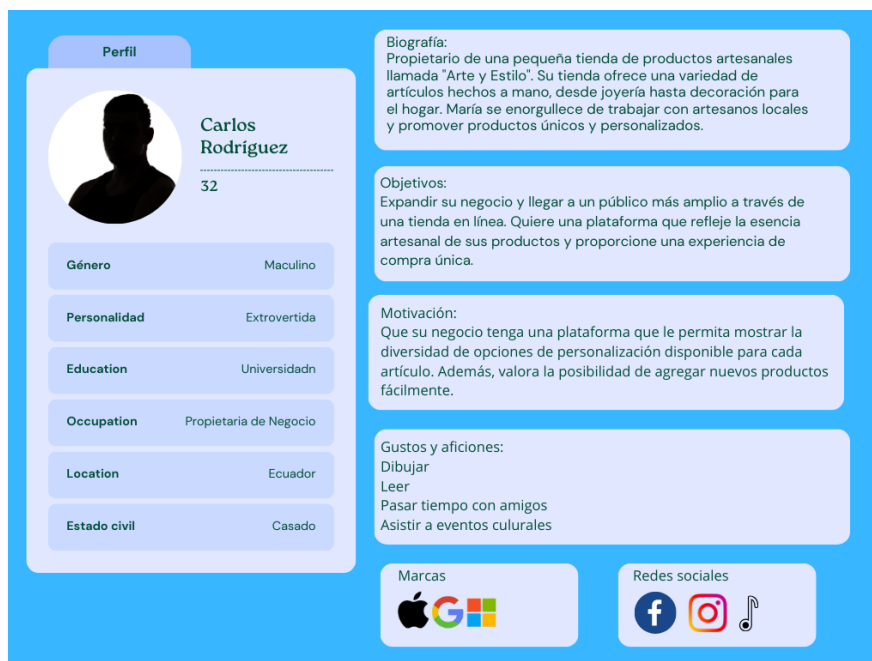 Perfil
Carlos
Rodríguez
32
Género Maculino
Personalidad Extrovertida
Education Universidadn
Occupation Propietaria de Negocio
Location Ecuador
Estado civil Casado
Biografía:
Propietario de una pequeña tienda de productos artesanales
llamada "Arte y Estilo". Su tienda ofrece una variedad de
artículos hechos a mano, desde joyería hasta decoración para
el hogar. María se enorgullece de trabajar con artesanos locales
y promover productos únicos y personalizados.
Objetivos:
Expandir su negocio y llegar a un público más amplio a través de
una tienda en línea. Quiere una plataforma que refleje la esencia
artesanal de sus productos y proporcione una experiencia de
compra única.
Motivación:
Que su negocio tenga una plataforma que le permita mostrar la
diversidad de opciones de personalización disponible para cada
artículo. Además, valora la posibilidad de agregar nuevos productos
fácilmente.
Gustos y aficiones:
Dibujar
Leer
Pasar tiempo con amigos
Asistir a eventos culurales
Marcas
Redes sociales